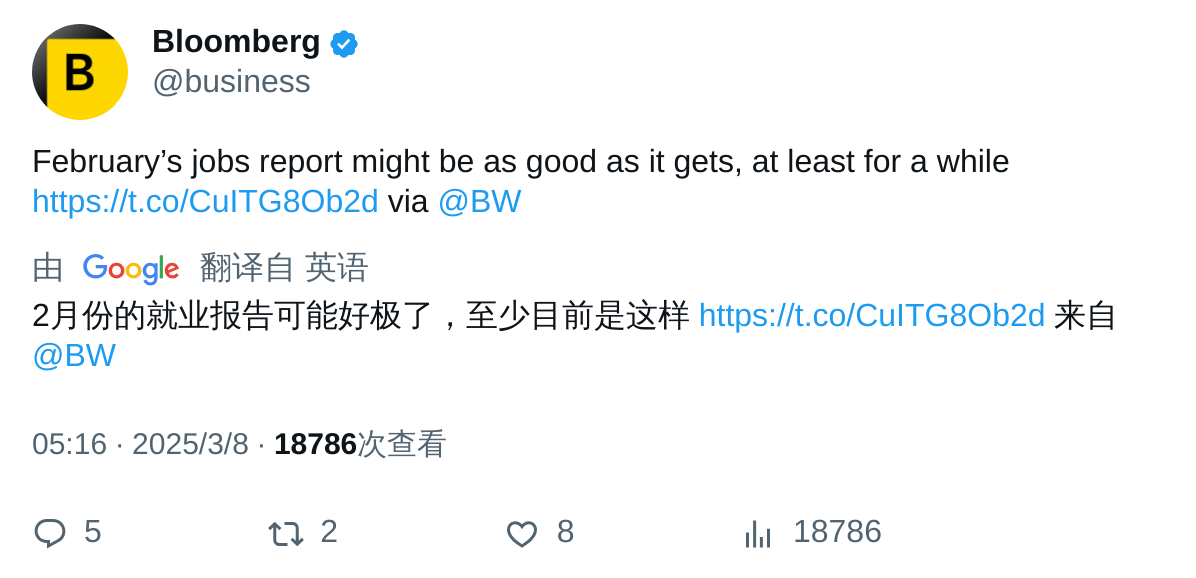 Bloomberg
@business
February’s jobs report might be as good as it gets, at least for a while
https://t.co/CuITG8Ob2d via @BW
由 Google 翻译自 英语
2月份的就业报告可能好极了，至少目前是这样 https://t.co/CuITG8Ob2d 来自
@BW
05:16 · 2025/3/8 · 18786次查看
5 2 8 18786